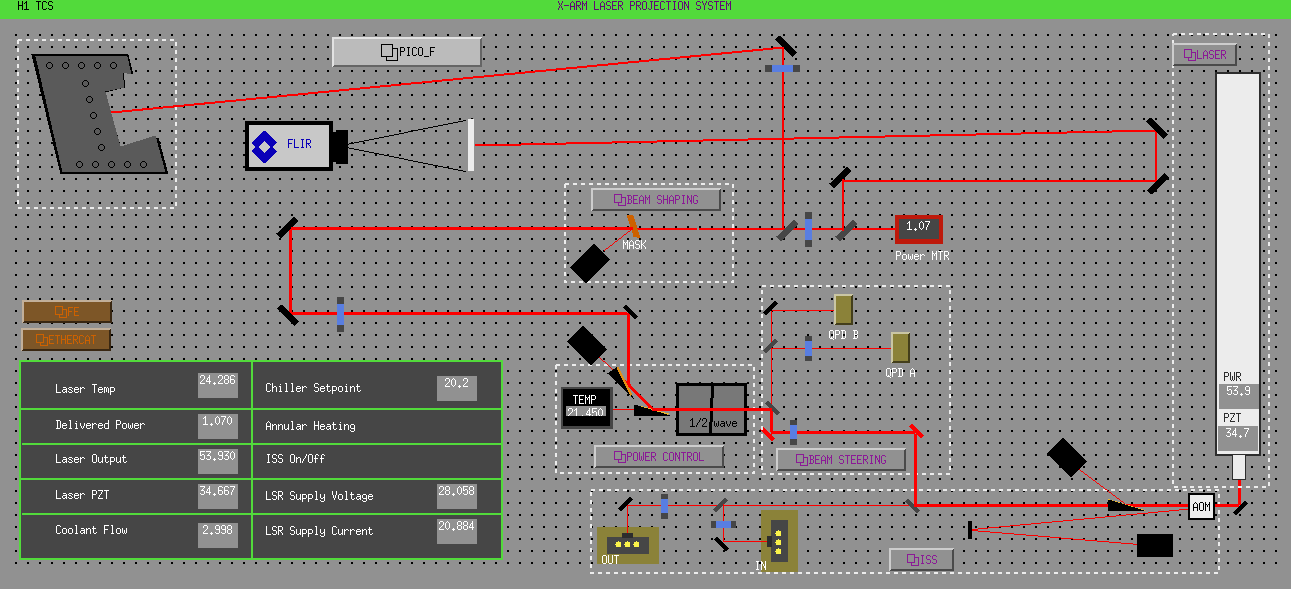 H1 TCS
X-ARM LASER PROJECTION SYSTEM
PICO_F
LASER
FLIR
BEAM SHAPING
MASK
1.07
Power MTR
FE
ETHERCAT
QPD B
QPD A
Laser Temp 24.286 Chiller Setpoint 20.2
Delivered Power 1.070 Annular Heating
Laser Output 53.930 ISS On/Off
Laser PZT 34.667 LSR Supply Voltage 28.058
Coolant Flow 2.998 LSR Supply Current 20.884
TEMP
21.450
1/2 wave
POWER CONTROL
BEAM STEERING
PWR
53.9
PZT
34.7
AOM
OUT
IN
ISS